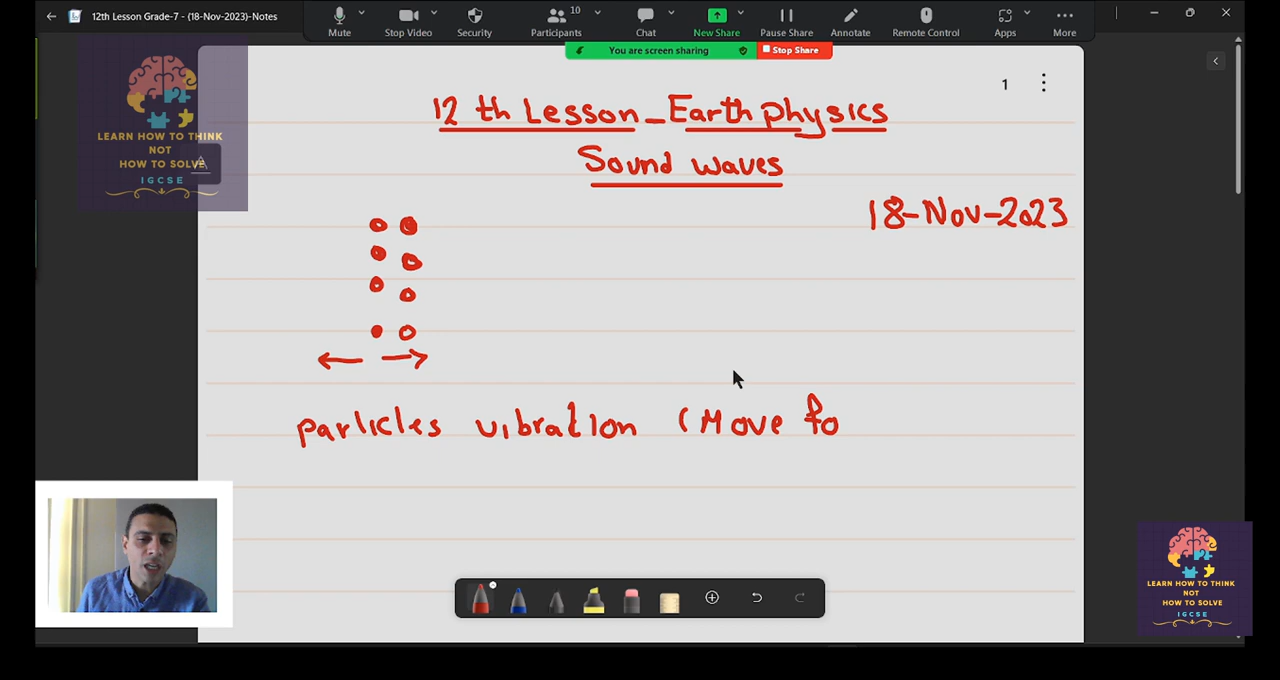 12th Lesson Grade-7 - (18-Nov-2023)-Notes
Mute
Stop Video
Security
10
Participants
Chat
New Share
Pause Share
Annotate
Remote Control
Apps
More
You are screen sharing
Stop Share
1
LEARN HOW TO THINK
NOT
HOW TO SOLVE
IGCSE
12 th Lesson_Earth physics
Sound waves
18-Nov-2023
particles vibration (Move fo
LEARN HOW TO THINK
NOT
HOW TO SOLVE
IGCSE